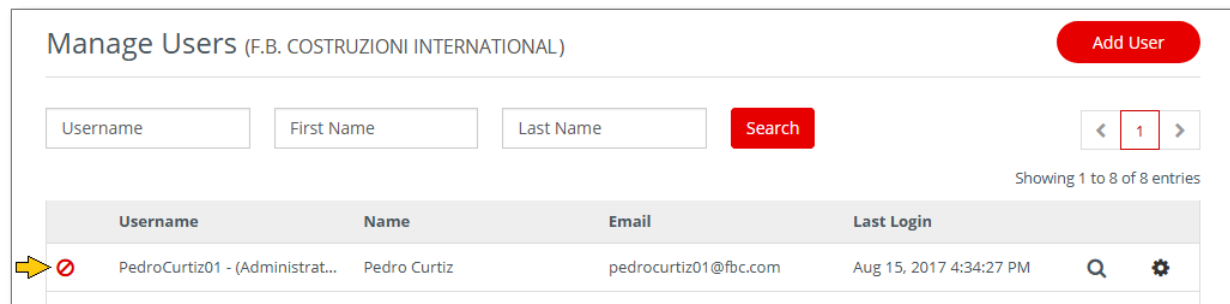 Manage Users (F.B. COSTRUZIONI INTERNATIONAL) Add User
Username First Name Last Name Search 1
Showing 1 to 8 of 8 entries
Username Name Email Last Login
PedroCurtiz01 - (Administrat... Pedro Curtiz pedrocurtiz01@fbc.com Aug 15, 2017 4:34:27 PM